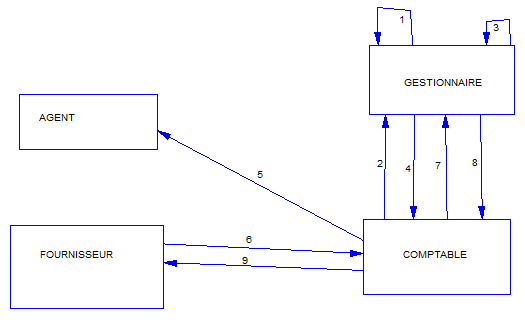 1
3
GESTIONNAIRE
AGENT
2
4
7
8
5
6
FOURNISSEUR
9
COMPTABLE